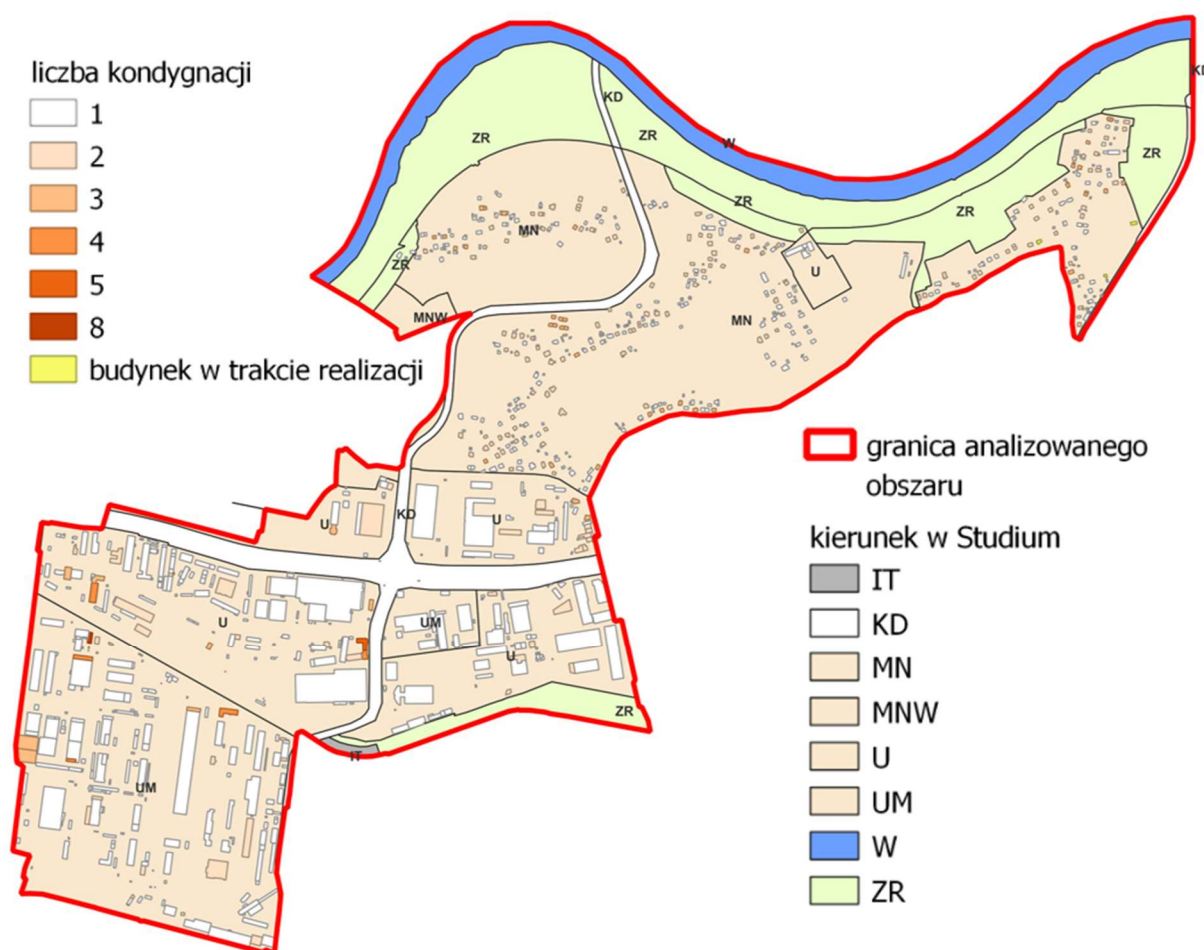 liczba kondygnacji
1
2
3
4
5
8
budynek w trakcie realizacji
KD
KD
ZR
ZR
W
ZR
ZR
ZR
MN
ZR
U
MNW
MN
granica analizowanego
obszaru
U
KD
U
kierunek w Studium
IT
KD
MN
MNW
U
UM
W
ZR
U
UM
U
ZR
IT
UM